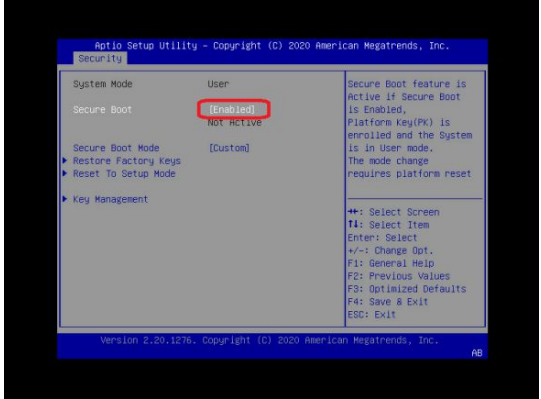 Aptio Setup Utility – Copyright (C) 2020 American Megatrends, Inc.
Security
System Mode User
Secure Boot [Enabled]
Not Active
Secure Boot Mode [Custom]
Restore Factory Keys
Reset To Setup Mode
Key Management
Secure Boot feature is
Active if Secure Boot
is Enabled,
Platform Key(PK) is
enrolled and the System
is in User mode.
The mode change
requires platform reset
→←: Select Screen
↑↓: Select Item
Enter: Select
+/-: Change Opt.
F1: General Help
F2: Previous Values
F3: Optimized Defaults
F4: Save & Exit
ESC: Exit
Version 2.20.1276. Copyright (C) 2020 American Megatrends, Inc.
AB